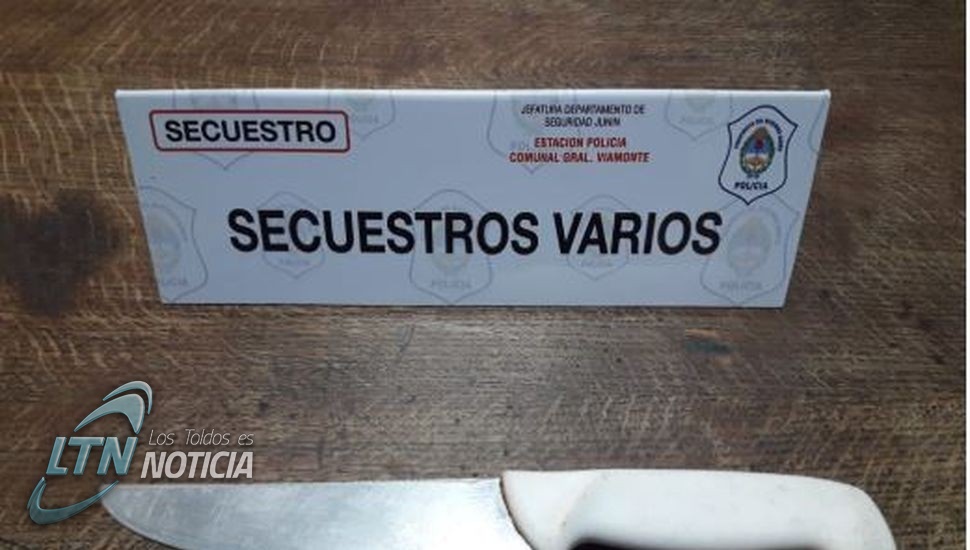 SECUESTRO
JEFATURA DEPARTAMENTO DE
SEGURIDAD JUNIN
ESTACION POLICIA
COMUNAL GRAL. VIAMONTE
POLICIA
SECUESTROS VARIOS
POLICIA
LTN Los Toldos es
NOTICIA